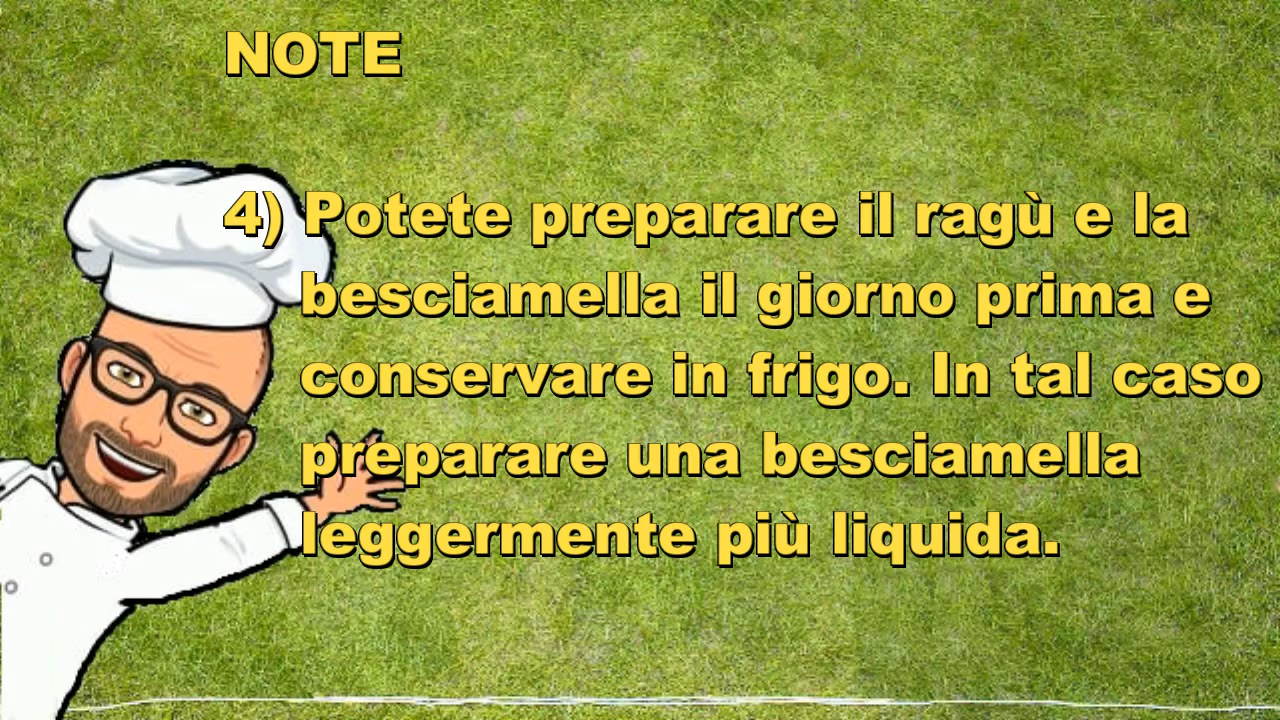 NOTE
4) Potete preparare il ragù e la
besciamella il giorno prima e
conservare in frigo. In tal caso
preparare una besciamella
leggermente più liquida.